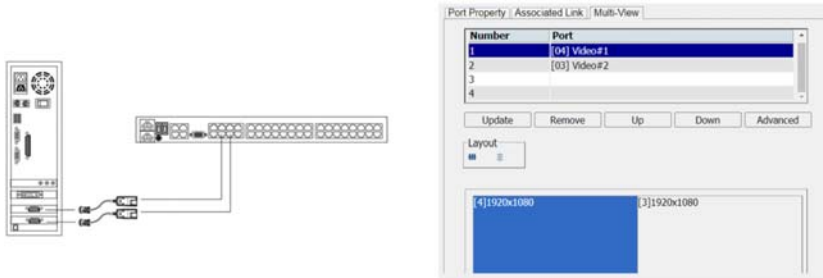 Port Property Associated Link Multi-View
Number Port
1 [04] Video#1
2 [03] Video#2
3
4
Update Remove Up Down Advanced
Layout
[4]1920x1080 [3]1920x1080